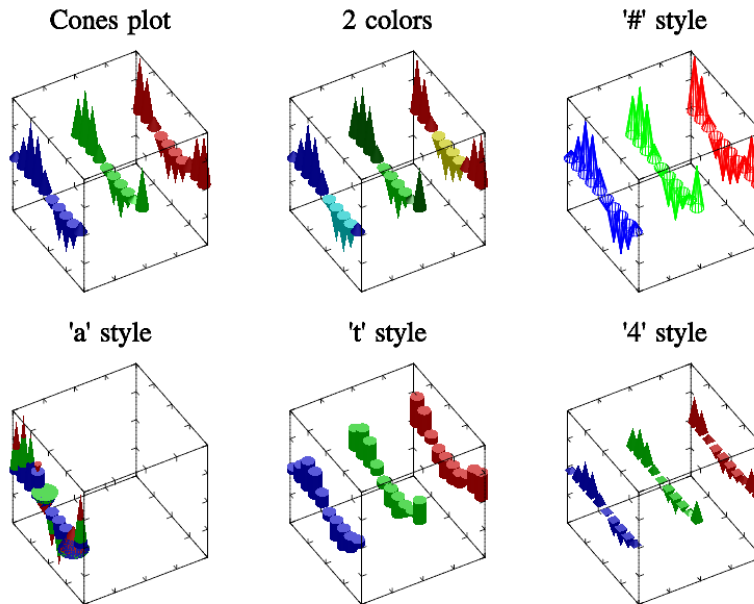 Cones plot
2 colors
'#' style
'a' style
't' style
'4' style